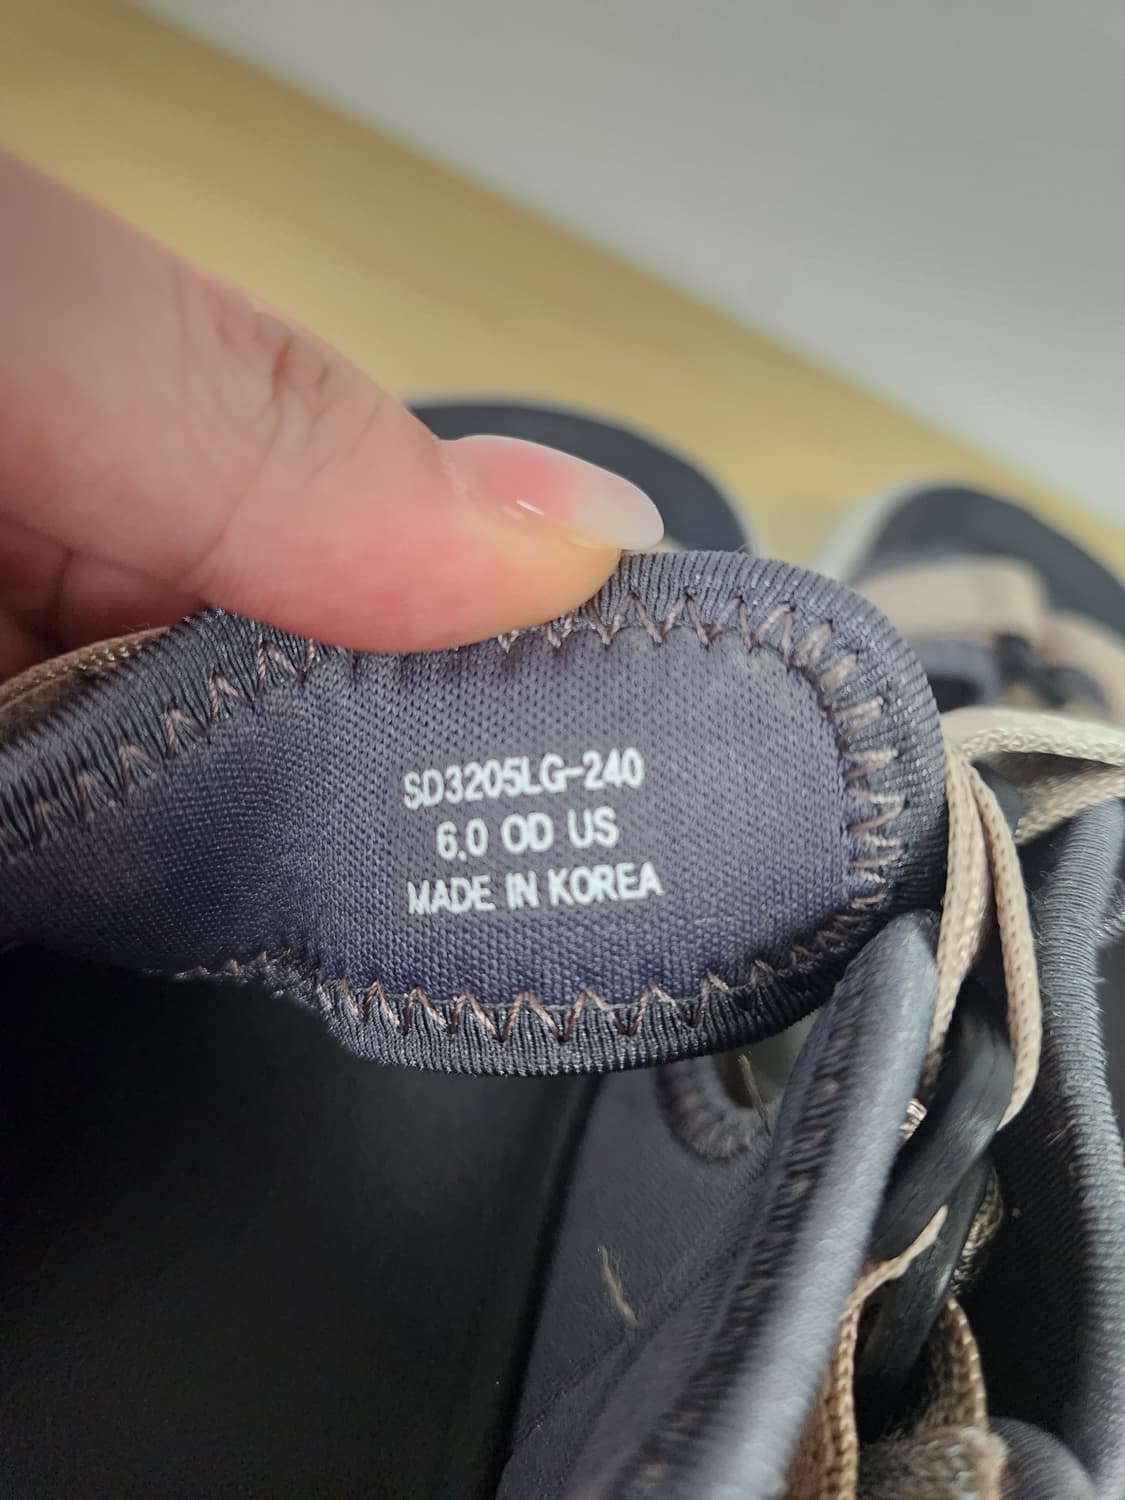 SD3205LG-240
6.0 OD US
MADE IN KOREA